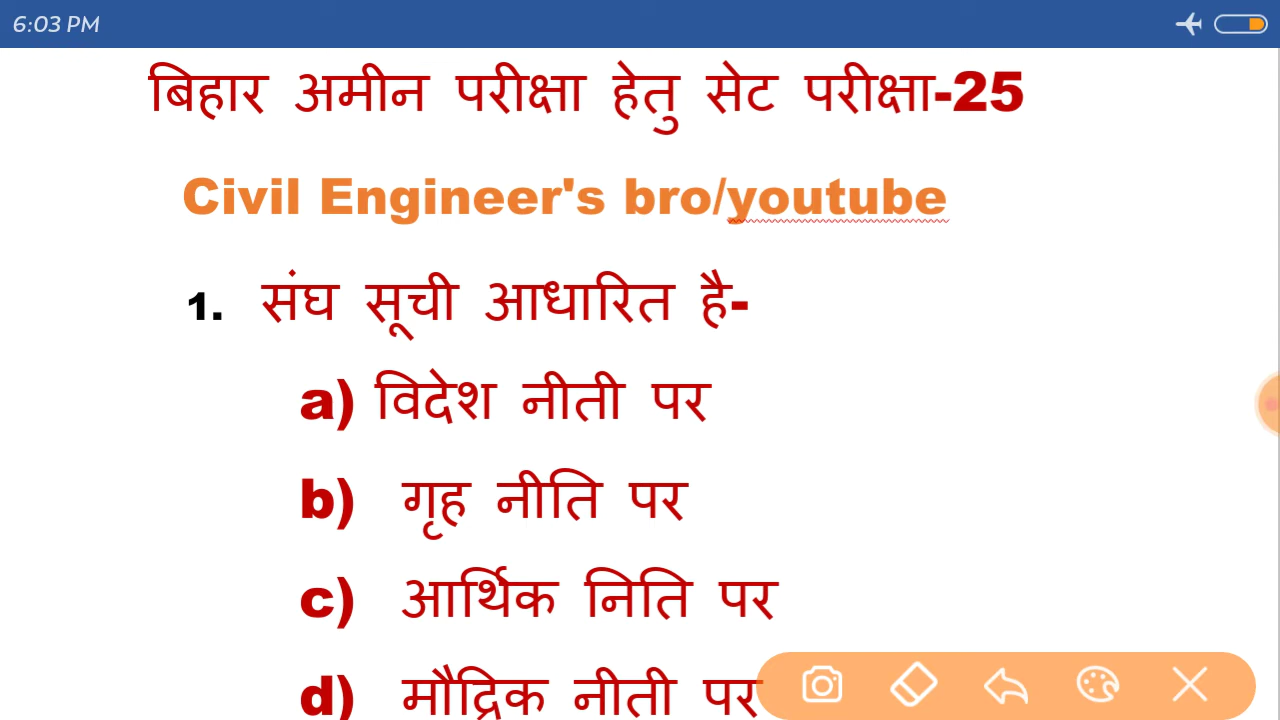 6:03 PM
बिहार अमीन परीक्षा हेतु सेट परीक्षा-25
Civil Engineer's bro/youtube
1. संघ सूची आधारित है-
a) विदेश नीती पर
b) गृह नीति पर
c) आर्थिक निति पर
d) मौद्रिक नीती पर